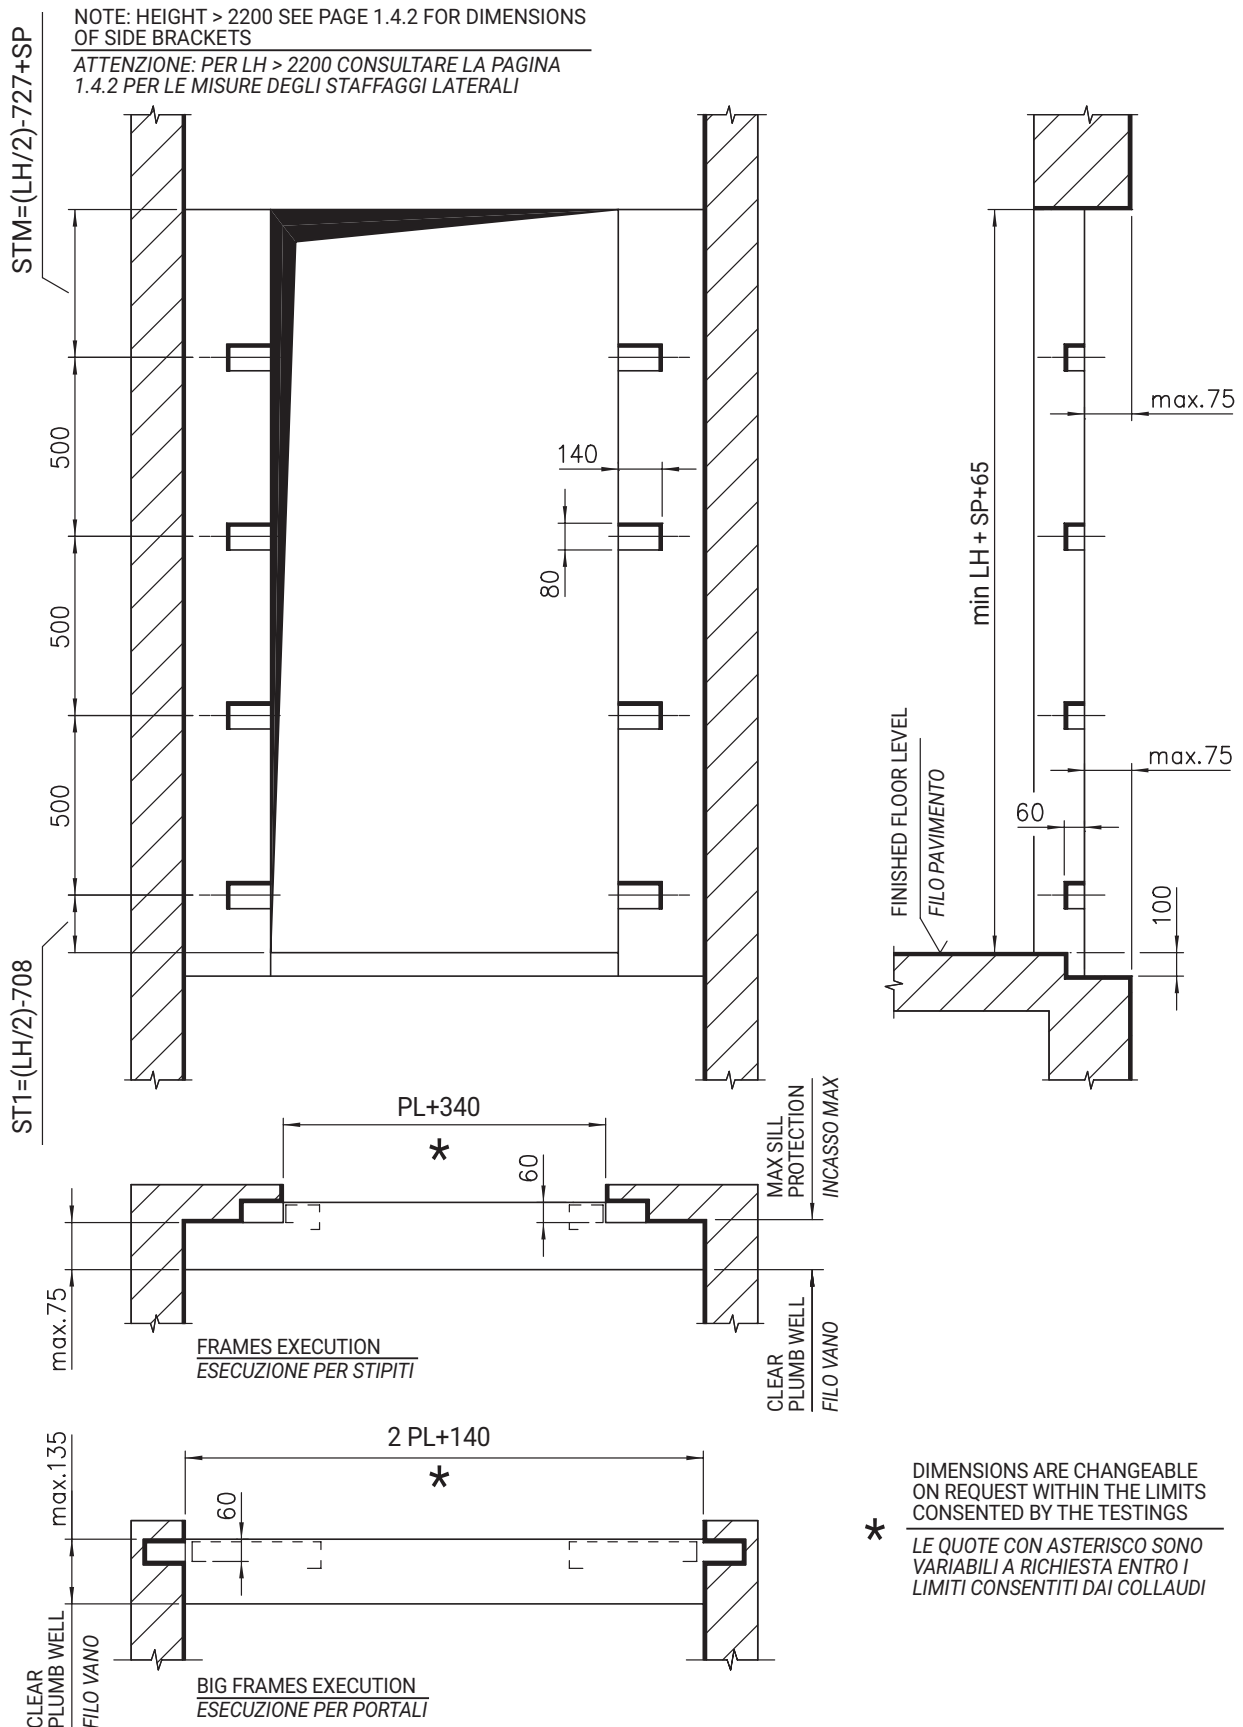 NOTE: HEIGHT > 2200 SEE PAGE 1.4.2 FOR DIMENSIONS
OF SIDE BRACKETS
ATTENZIONE: PER LH > 2200 CONSULTARE LA PAGINA
1.4.2 PER LE MISURE DEGLI STAFFAGGI LATERALI
STM=(LH/2)-727+SP
500
500
500
ST1=(LH/2)-708
140
80
max.75
min LH + SP+65
max.75
60
100
FINISHED FLOOR LEVEL
FILO PAVIMENTO
PL+340
*
60
max.75
MAX SILL
PROTECTION
INCASSO MAX
CLEAR
PLUMB WELL
FILO VANO
FRAMES EXECUTION
ESECUZIONE PER STIPITI
2 PL+140
*
60
max.135
CLEAR
PLUMB WELL
FILO VANO
BIG FRAMES EXECUTION
ESECUZIONE PER PORTALI
*
DIMENSIONS ARE CHANGEABLE
ON REQUEST WITHIN THE LIMITS
CONSENTED BY THE TESTINGS
LE QUOTE CON ASTERISCO SONO
VARIABILI A RICHIESTA ENTRO I
LIMITI CONSENTITI DAI COLLAUDI